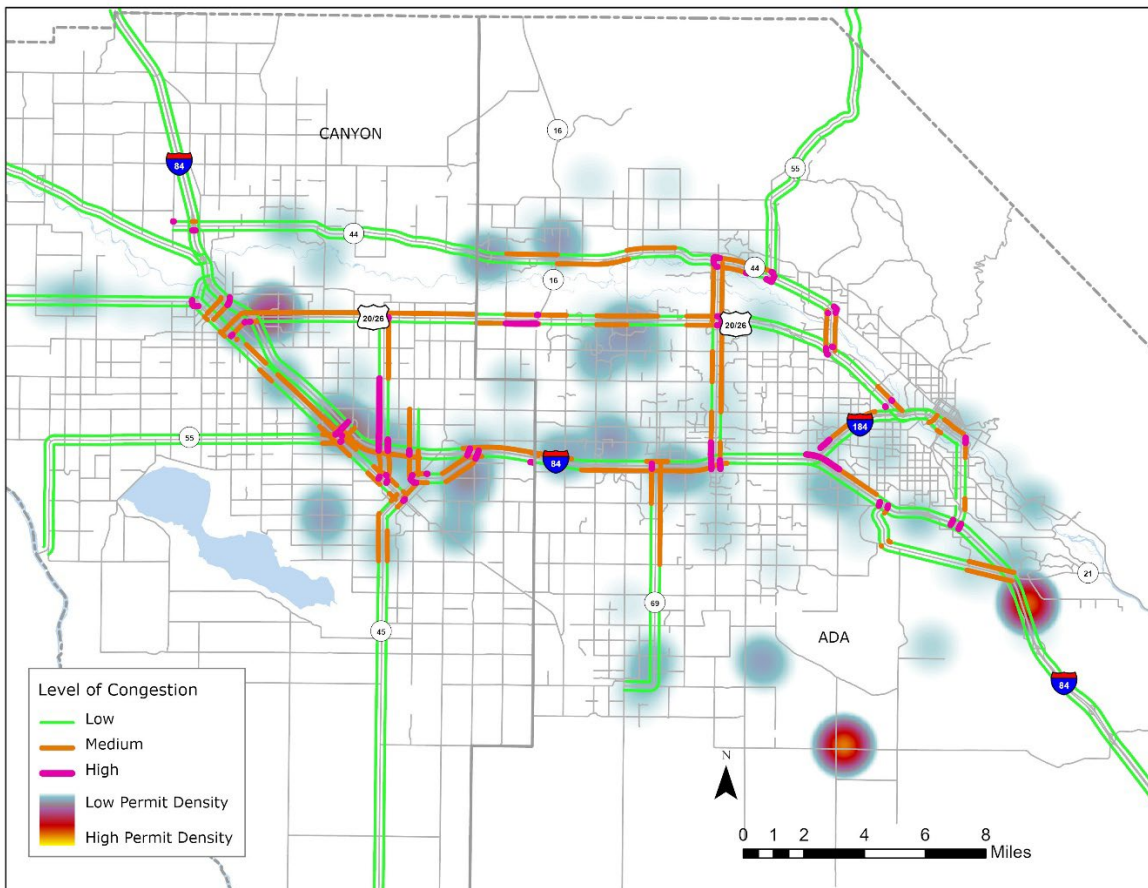 CANYON
16
84
55
44
44
16
20/26
20/26
184
55
84
21
69
45
ADA
84
Level of Congestion
Low
Medium
High
Low Permit Density
High Permit Density
N
0 1 2 4 6 8
Miles